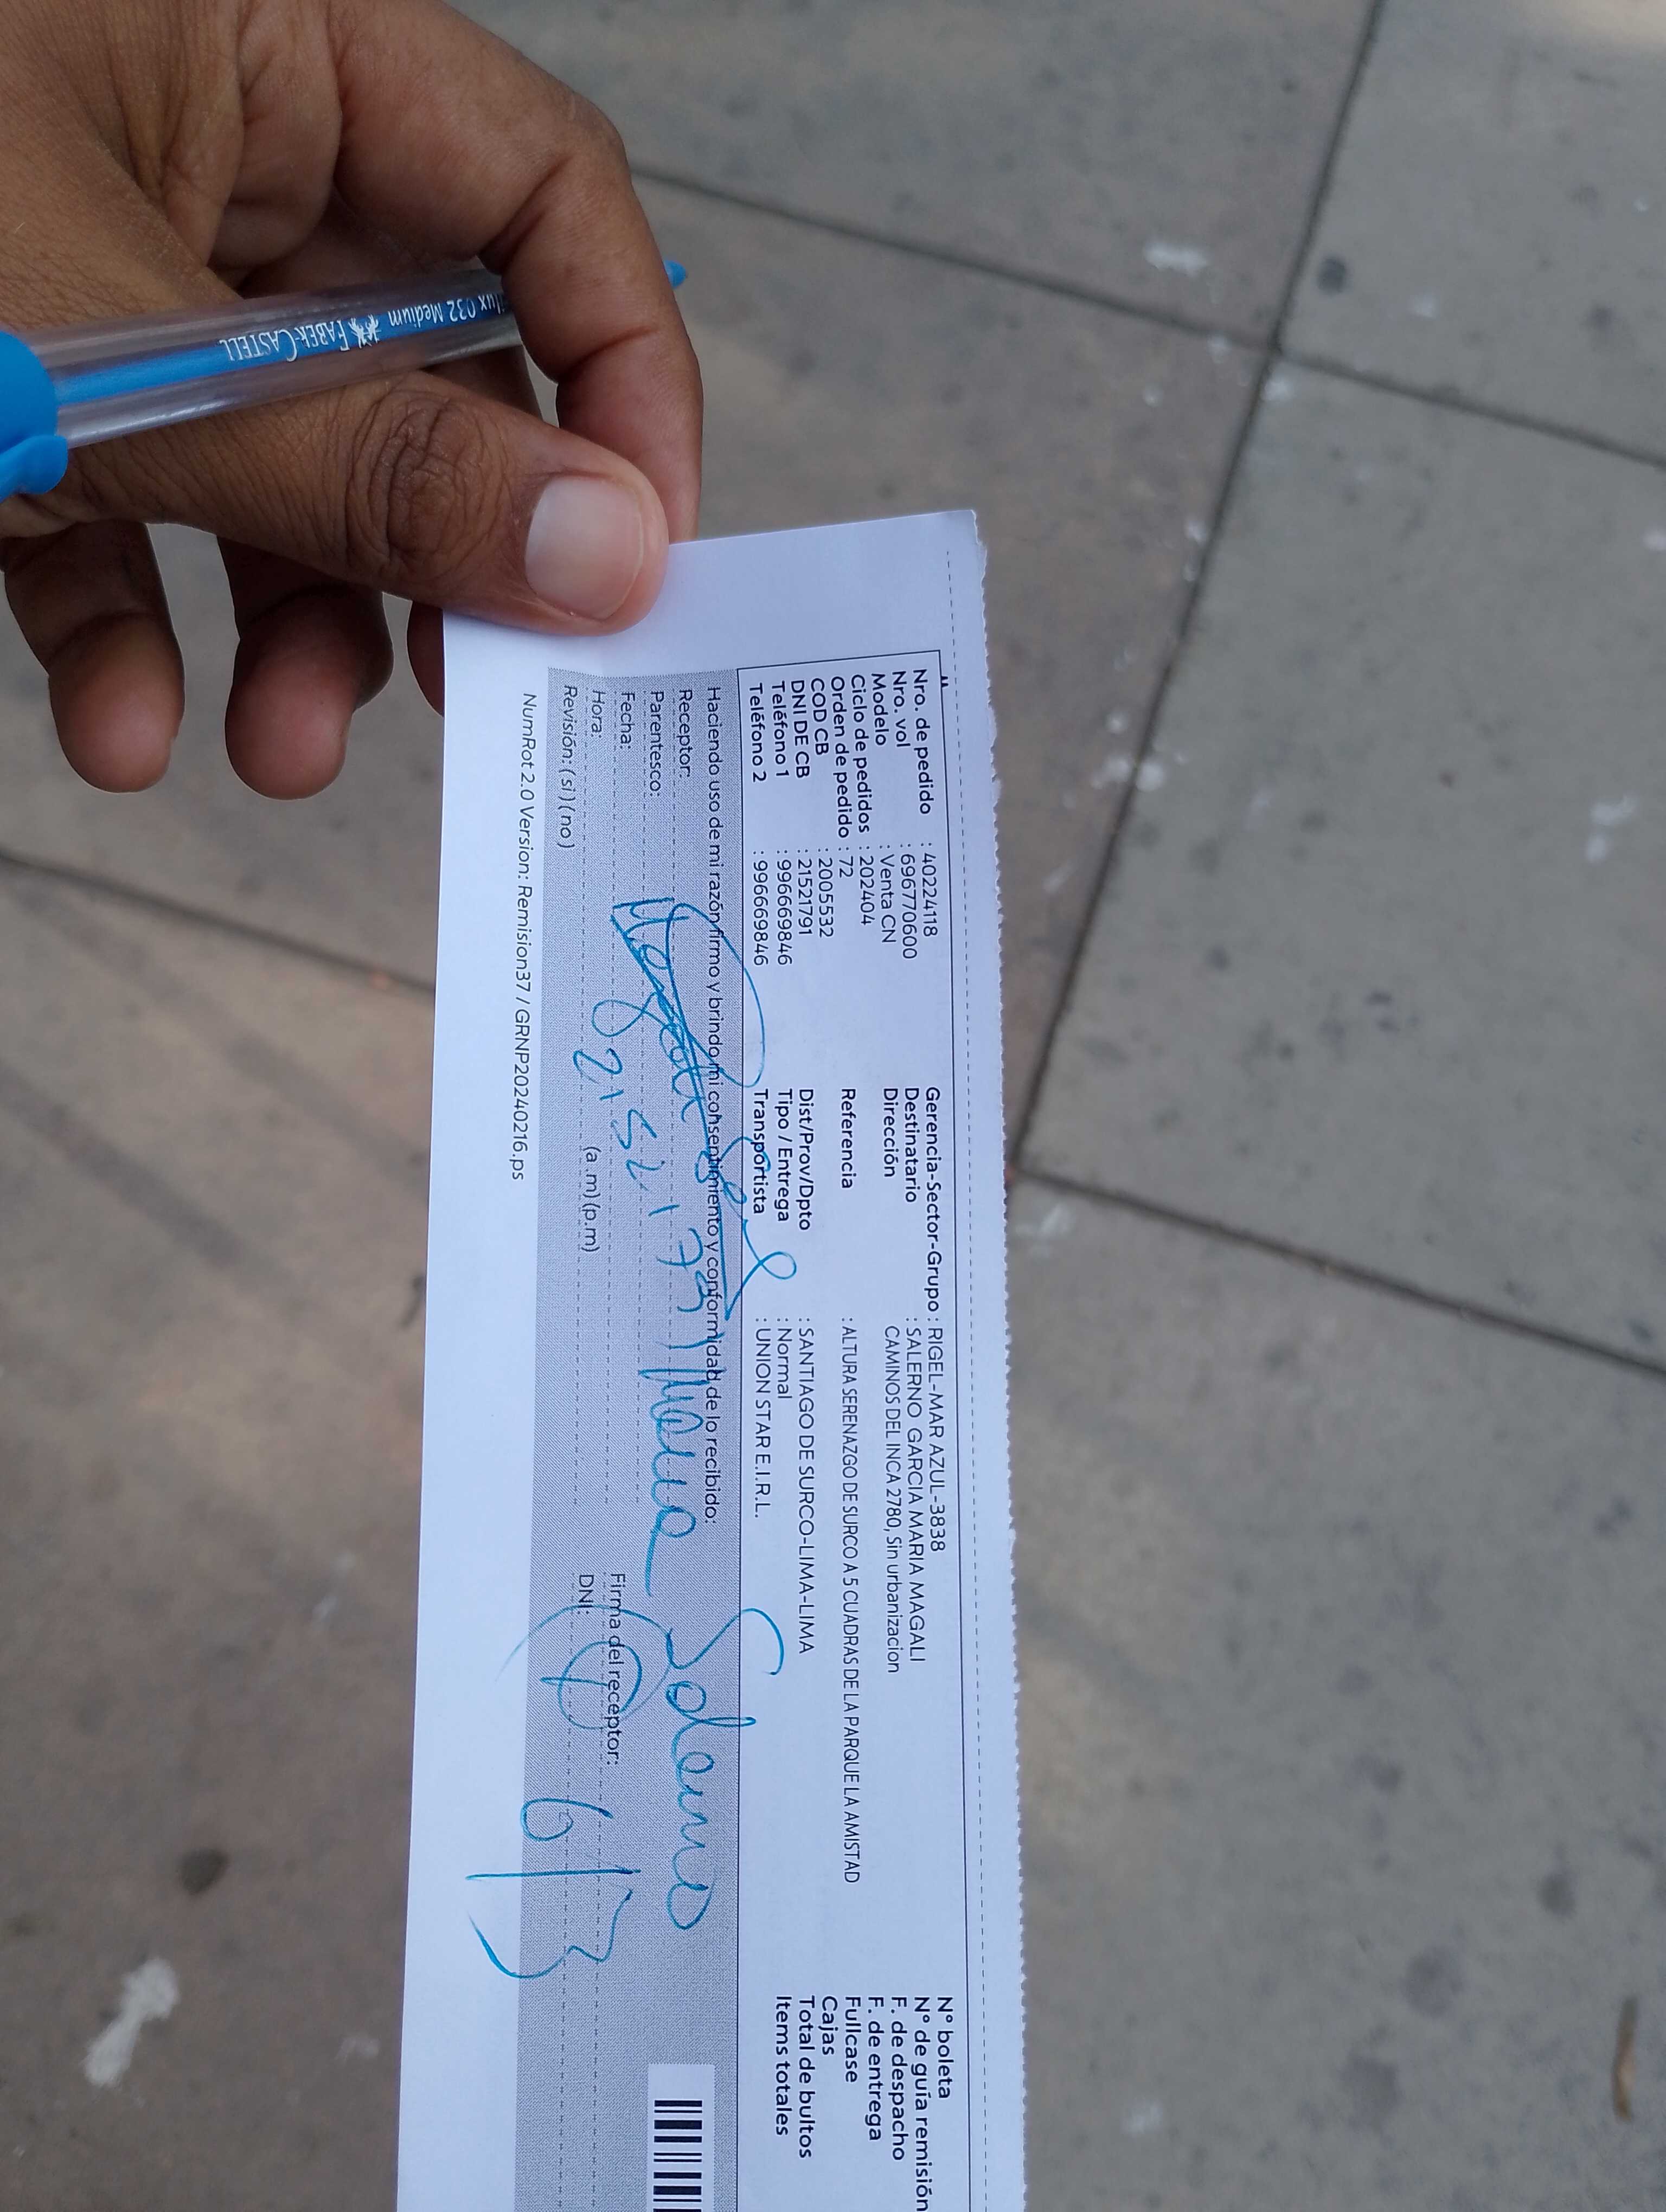 FABER-CASTELL lux 032 Medium
Nro. de pedido : 40224118
Nro. vol : 696770600
Modelo : Venta CN
Ciclo de pedidos : 202404
Orden de pedido : 72
COD CB : 2005532
DNI DE CB : 21521791
Teléfono 1 : 996669846
Teléfono 2 : 996669846
Gerencia-Sector-Grupo : RIGEL-MAR AZUL-3838
Destinatario : SALERNO GARCIA MARIA MAGALI
Dirección CAMINOS DEL INCA 2780, Sin urbanizacion
Referencia : ALTURA SERENAZGO DE SURCO A 5 CUADRAS DE LA PARQUE LA AMISTAD
Dist/Prov/Dpto : SANTIAGO DE SURCO-LIMA-LIMA
Tipo / Entrega : Normal
Transportista : UNION STAR E.I.R.L.
N° boleta
N° de guía remisión
F. de despacho
F. de entrega
Fullcase
Cajas
Total de bultos
Items totales
Haciendo uso de mi razón firmo y brindo mi consentimiento y conformidad de lo recibido:
Receptor:
Parentesco:
Fecha:
Hora: (a .m) (p.m)
Revisión: ( si ) ( no )
Firma del receptor:
DNI:
NumRot 2.0 Version: Remision37 / GRNP20240216.ps